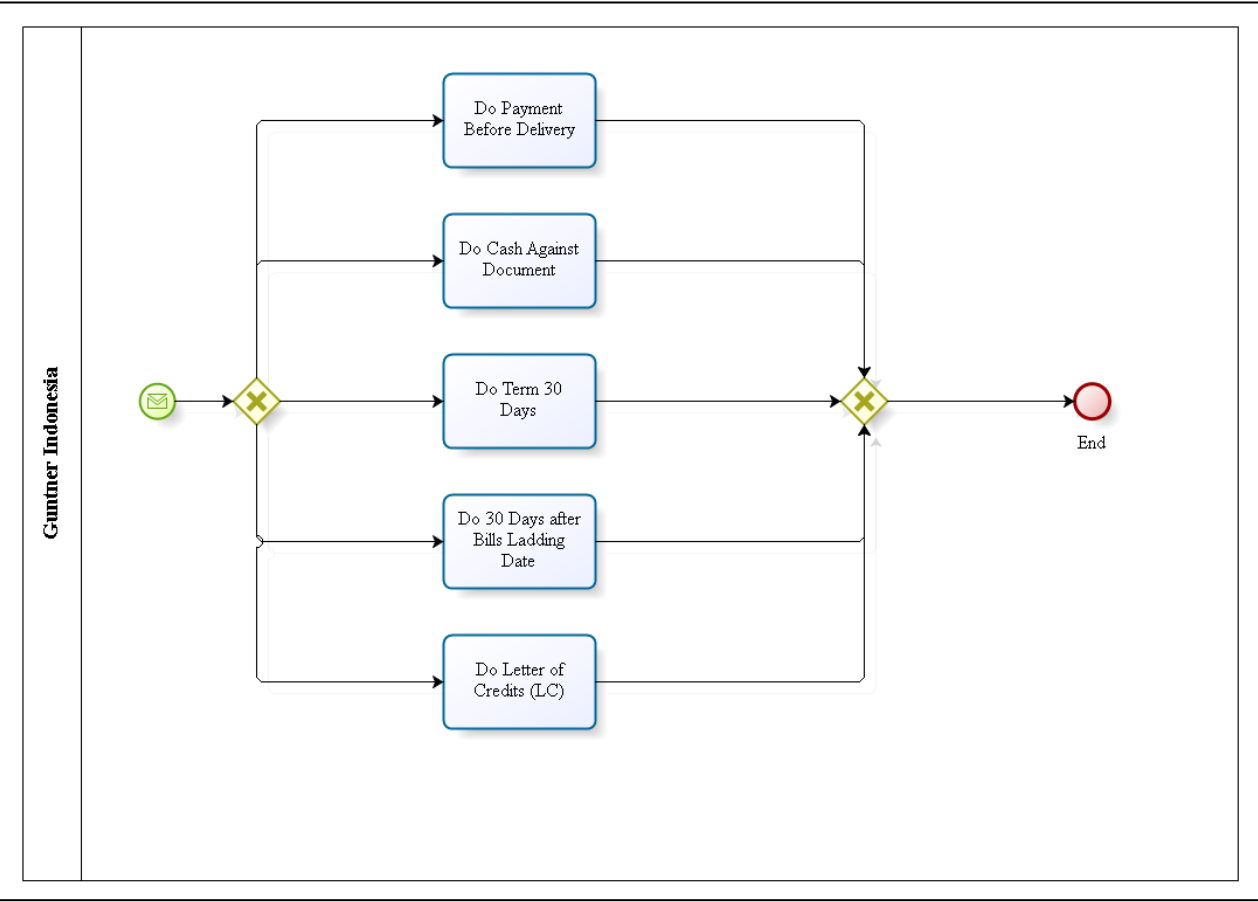 Guntner Indonesia
Do Payment
Before Delivery
Do Cash Against
Document
Do Term 30
Days
Do 30 Days after
Bills Ladding
Date
Do Letter of
Credits (LC)
End